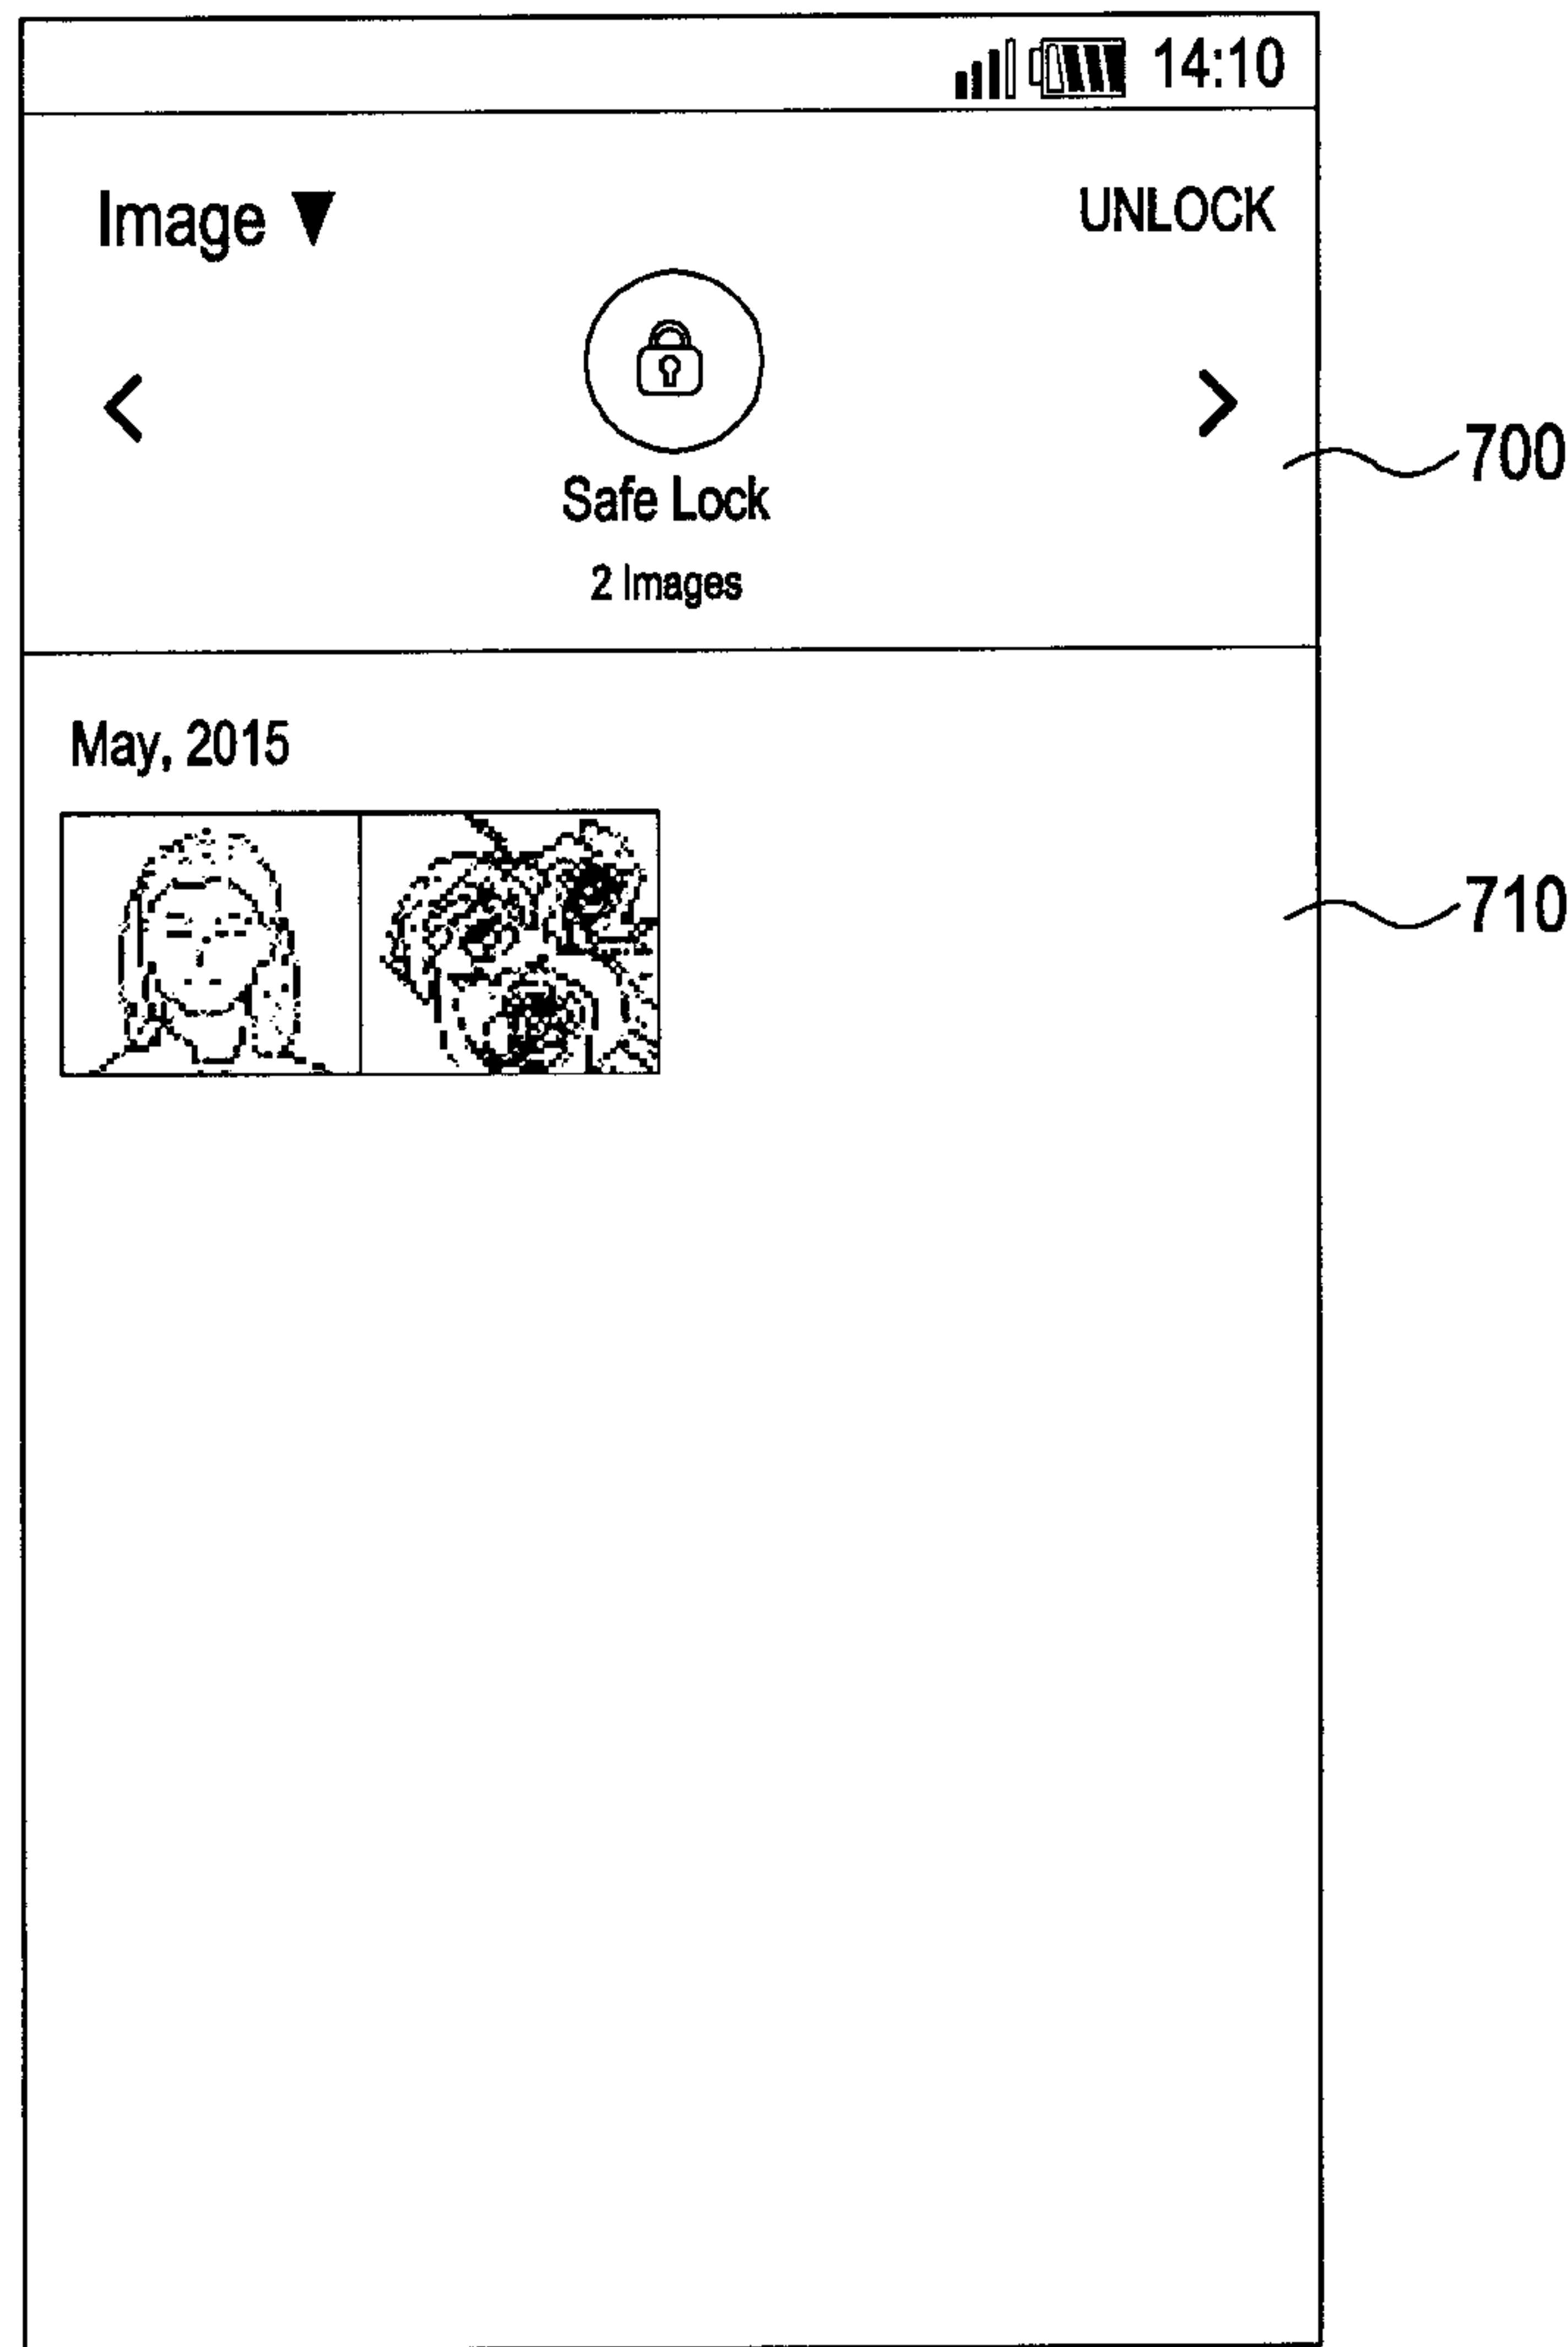 14:10
Image ▼ UNLOCK
< >
700
Safe Lock
2 Images
May, 2015
710